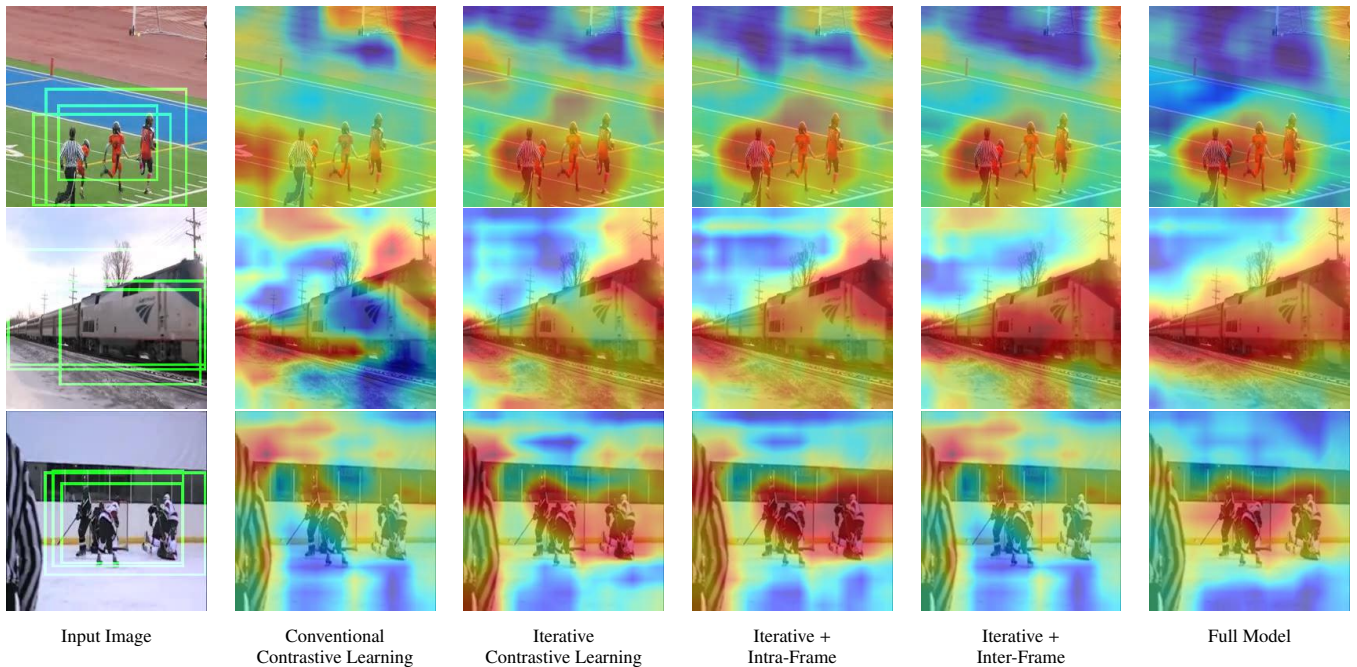 Input Image
Conventional
Contrastive Learning
Iterative
Contrastive Learning
Iterative +
Intra-Frame
Iterative +
Inter-Frame
Full Model